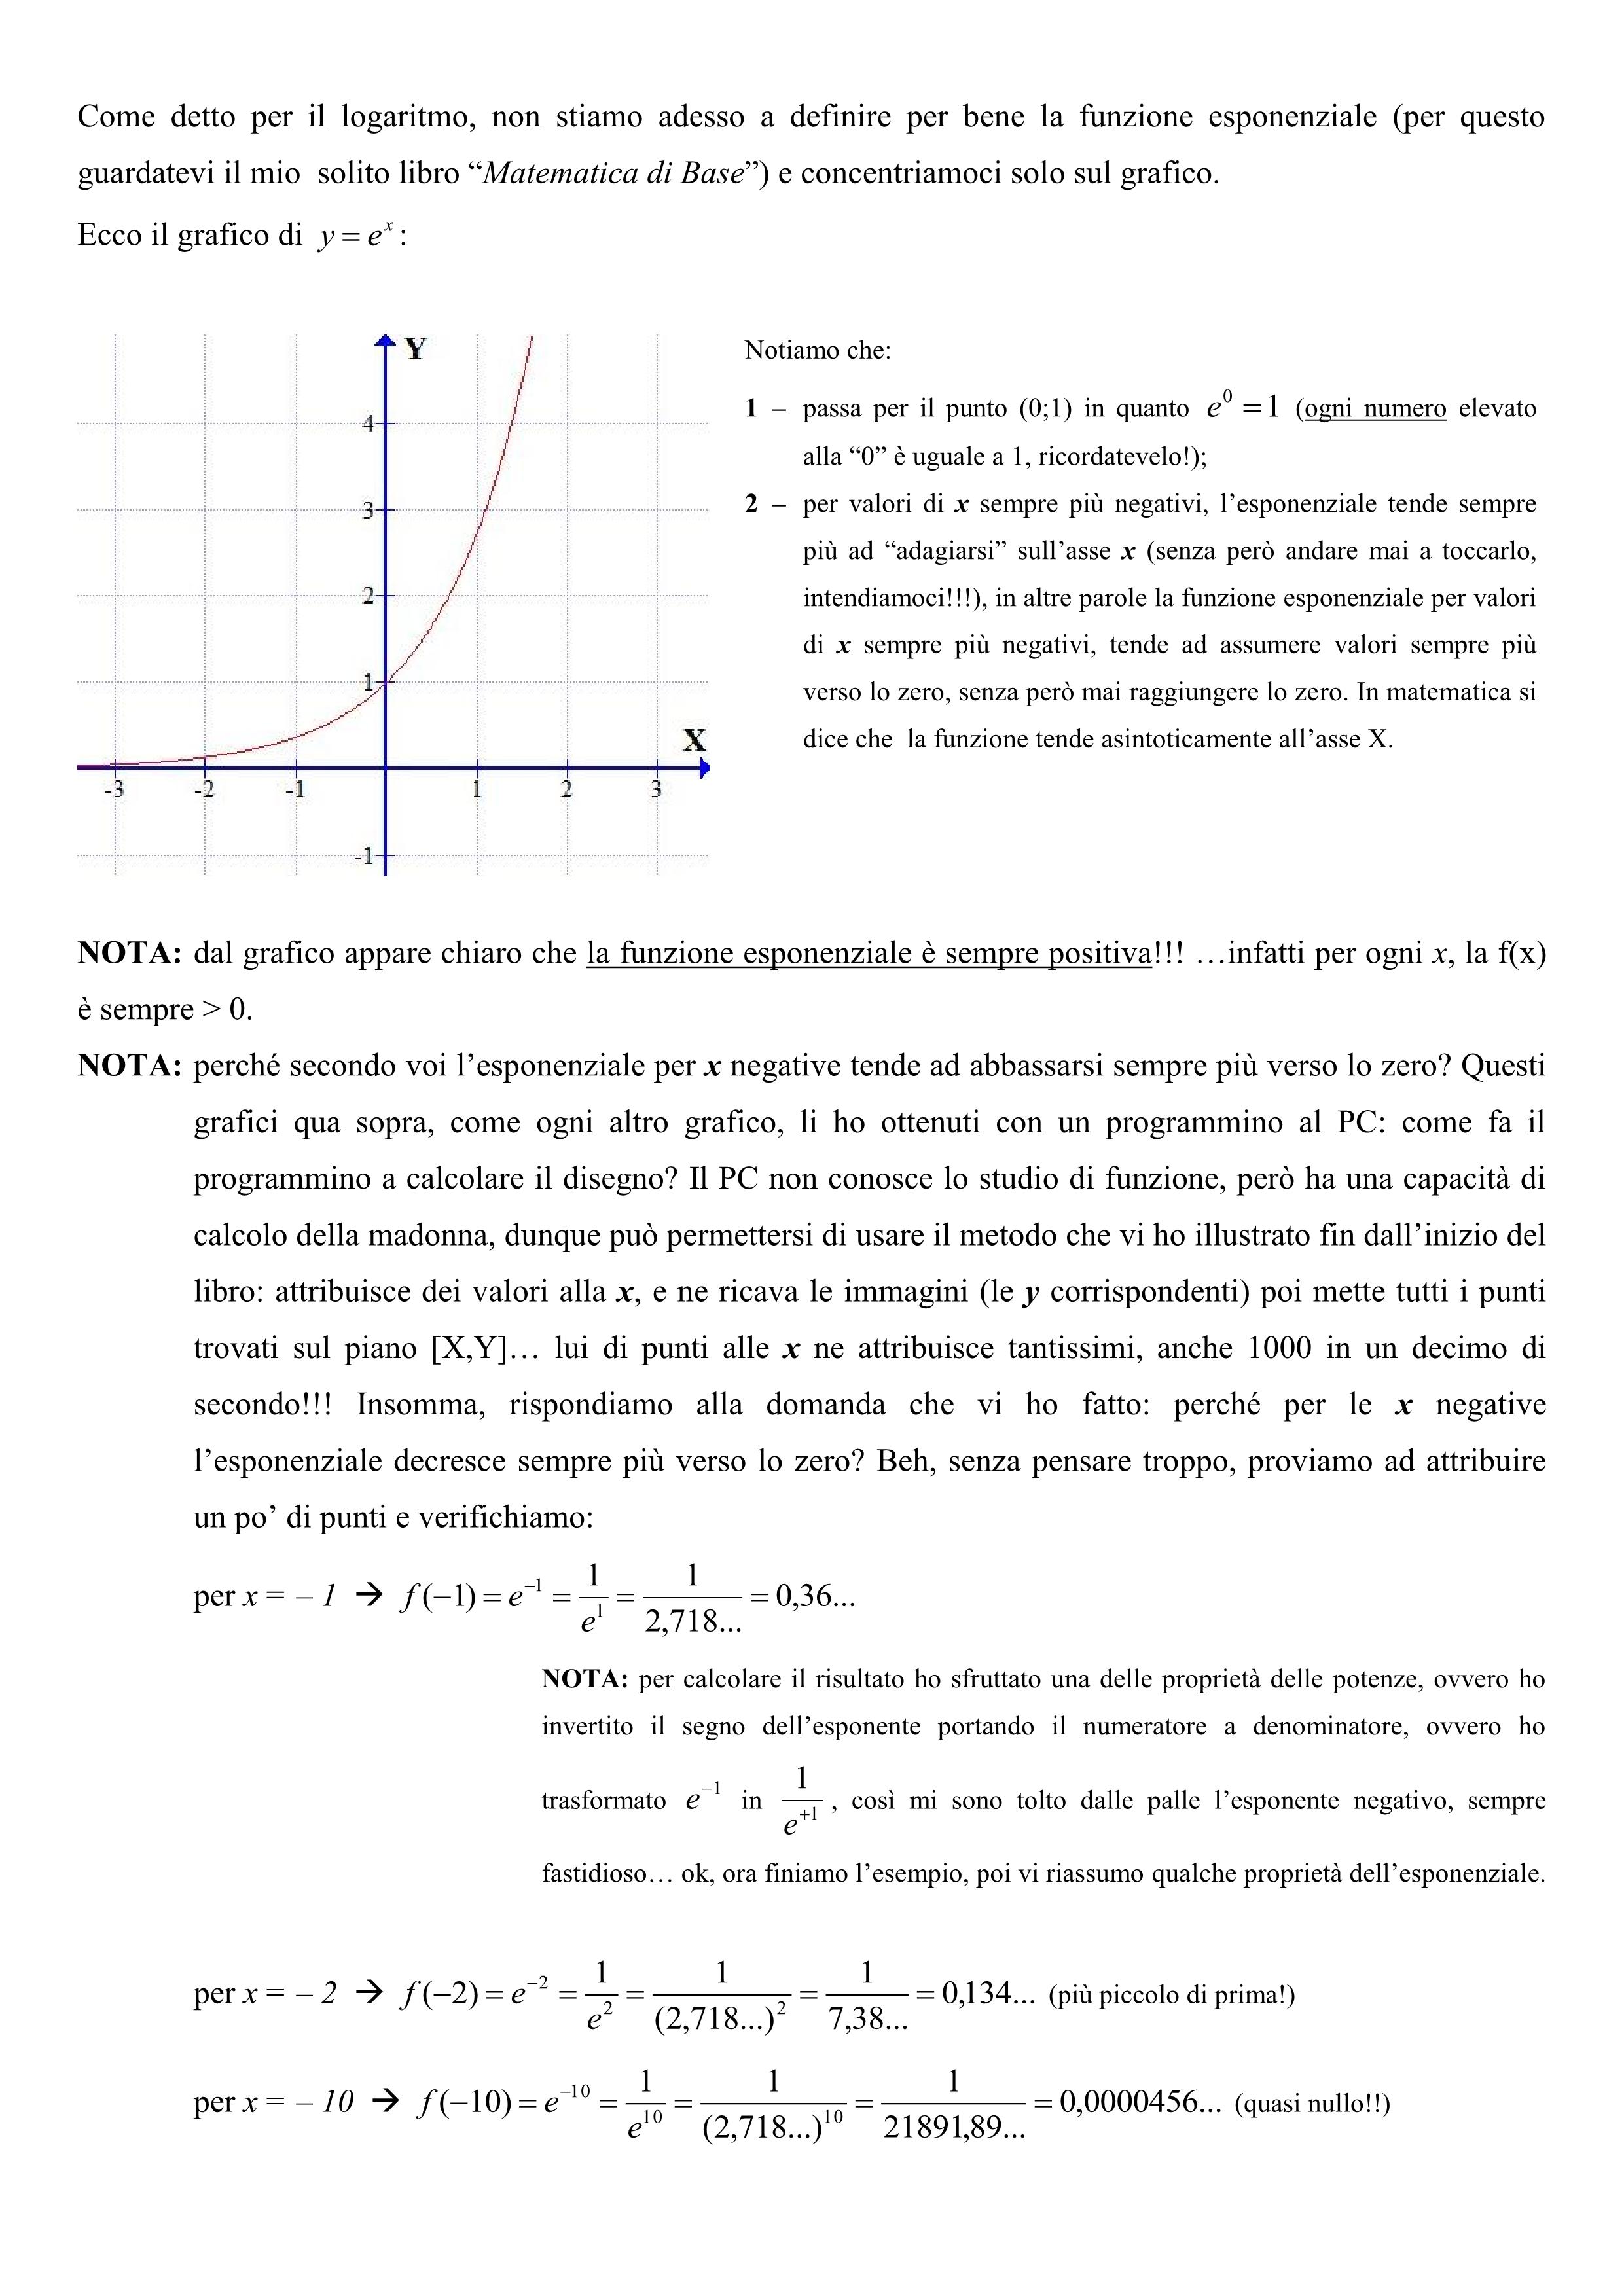 Come detto per il logaritmo, non stiamo adesso a definire per bene la funzione esponenziale (per questo
guardatevi il mio solito libro “Matematica di Base”) e concentriamoci solo sul grafico.
Ecco il grafico di y = e^x :
Y
4
3
2
1
X
-3 -2 -1 1 2 3
-1
Notiamo che:
1 – passa per il punto (0;1) in quanto e^0 = 1 (ogni numero elevato
alla “0” è uguale a 1, ricordatevelo!);
2 – per valori di x sempre più negativi, l’esponenziale tende sempre
più ad “adagiarsi” sull’asse x (senza però andare mai a toccarlo,
intendiamoci!!!), in altre parole la funzione esponenziale per valori
di x sempre più negativi, tende ad assumere valori sempre più
verso lo zero, senza però mai raggiungere lo zero. In matematica si
dice che la funzione tende asintoticamente all’asse X.
NOTA: dal grafico appare chiaro che la funzione esponenziale è sempre positiva!!! …infatti per ogni x, la f(x)
è sempre > 0.
NOTA: perché secondo voi l’esponenziale per x negative tende ad abbassarsi sempre più verso lo zero? Questi
grafici qua sopra, come ogni altro grafico, li ho ottenuti con un programmino al PC: come fa il
programmino a calcolare il disegno? Il PC non conosce lo studio di funzione, però ha una capacità di
calcolo della madonna, dunque può permettersi di usare il metodo che vi ho illustrato fin dall’inizio del
libro: attribuisce dei valori alla x, e ne ricava le immagini (le y corrispondenti) poi mette tutti i punti
trovati sul piano [X,Y]… lui di punti alle x ne attribuisce tantissimi, anche 1000 in un decimo di
secondo!!! Insomma, rispondiamo alla domanda che vi ho fatto: perché per le x negative
l’esponenziale decresce sempre più verso lo zero? Beh, senza pensare troppo, proviamo ad attribuire
un po’ di punti e verifichiamo:
per x = – 1 → f(−1) = e^−1 = 1/e^1 = 1/2,718... = 0,36...
NOTA: per calcolare il risultato ho sfruttato una delle proprietà delle potenze, ovvero ho
invertito il segno dell’esponente portando il numeratore a denominatore, ovvero ho
trasformato e^−1 in 1/e^+1 , così mi sono tolto dalle palle l’esponente negativo, sempre
fastidioso… ok, ora finiamo l’esempio, poi vi riassumo qualche proprietà dell’esponenziale.
per x = – 2 → f(−2) = e^−2 = 1/e^2 = 1/(2,718...)^2 = 1/7,38... = 0,134... (più piccolo di prima!)
per x = – 10 → f(−10) = e^−10 = 1/e^10 = 1/(2,718...)^10 = 1/21891,89... = 0,0000456... (quasi nullo!!)